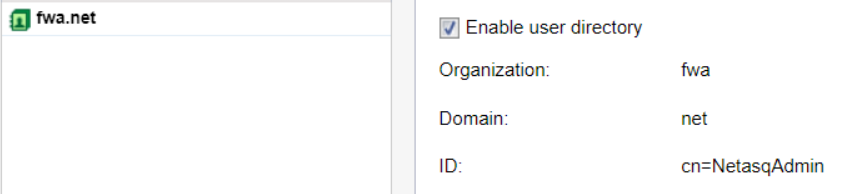 fwa.net
Enable user directory
Organization: fwa
Domain: net
ID: cn=NetasqAdmin